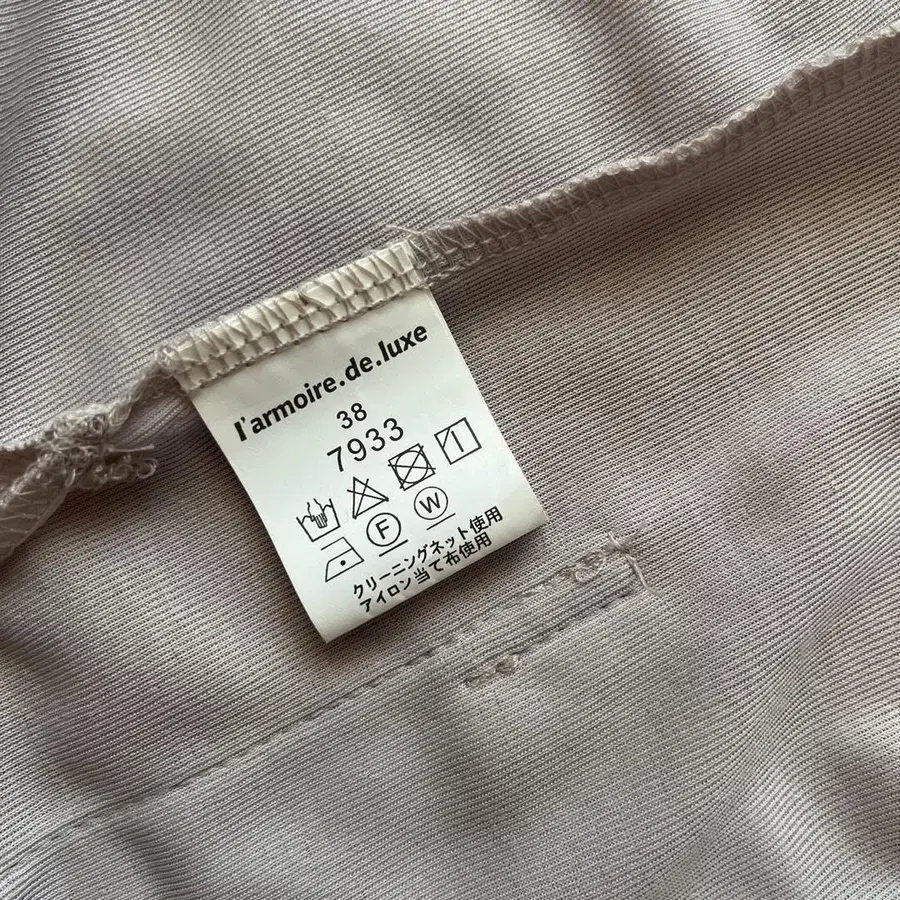 l'armoire.de.luxe
38
7933
F W
クリーニングネット使用
アイロン当て布使用